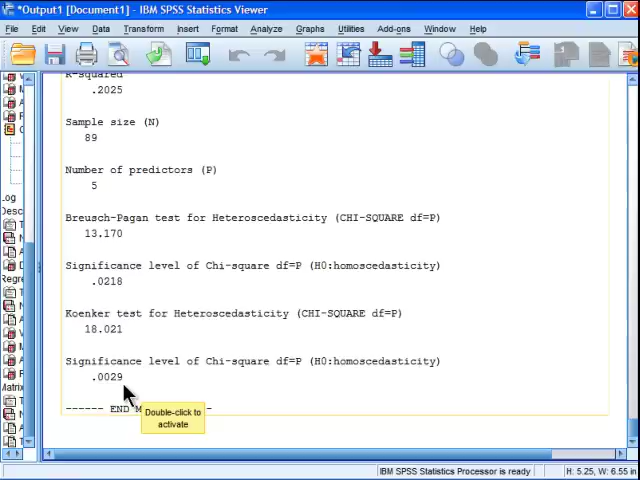 *Output1 [Document1] - IBM SPSS Statistics Viewer
File Edit View Data Transform Insert Format Analyze Graphs Utilities Add-ons Window Help
R-squared
.2025
Sample size (N)
89
Number of predictors (P)
5
Breusch-Pagan test for Heteroscedasticity (CHI-SQUARE df=P)
13.170
Significance level of Chi-square df=P (H0:homoscedasticity)
.0218
Koenker test for Heteroscedasticity (CHI-SQUARE df=P)
18.021
Significance level of Chi-square df=P (H0:homoscedasticity)
.0029
------ END M
Double-click to
activate
Log
Desc
Regre
Matrix
IBM SPSS Statistics Processor is ready H: 5.25, W: 6.55 in